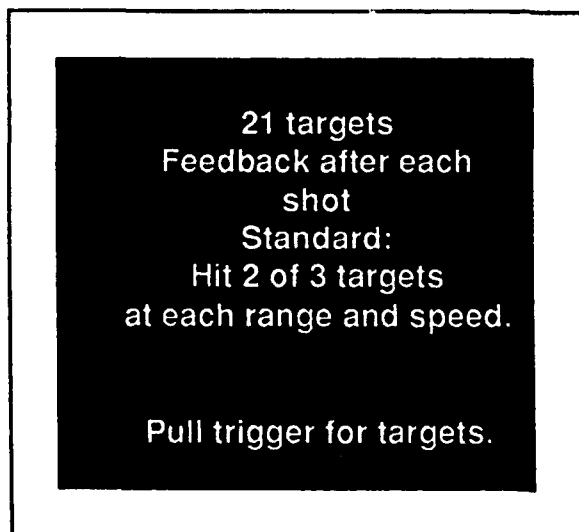 21 targets
Feedback after each
shot
Standard:
Hit 2 of 3 targets
at each range and speed.
Pull trigger for targets.